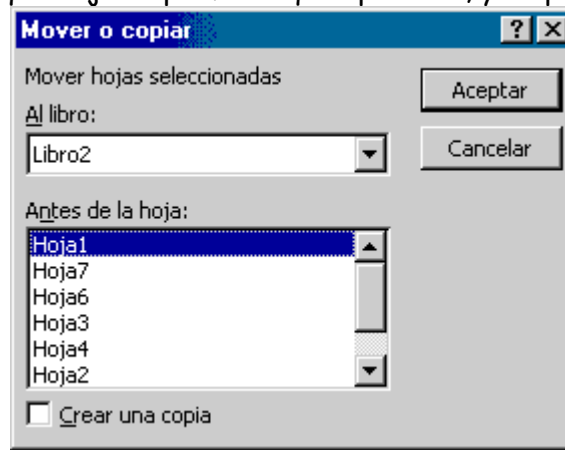 Mover o copiar
Mover hojas seleccionadas
Al libro:
Libro2
Antes de la hoja:
Hoja1
Hoja7
Hoja6
Hoja3
Hoja4
Hoja2
Crear una copia
Aceptar
Cancelar